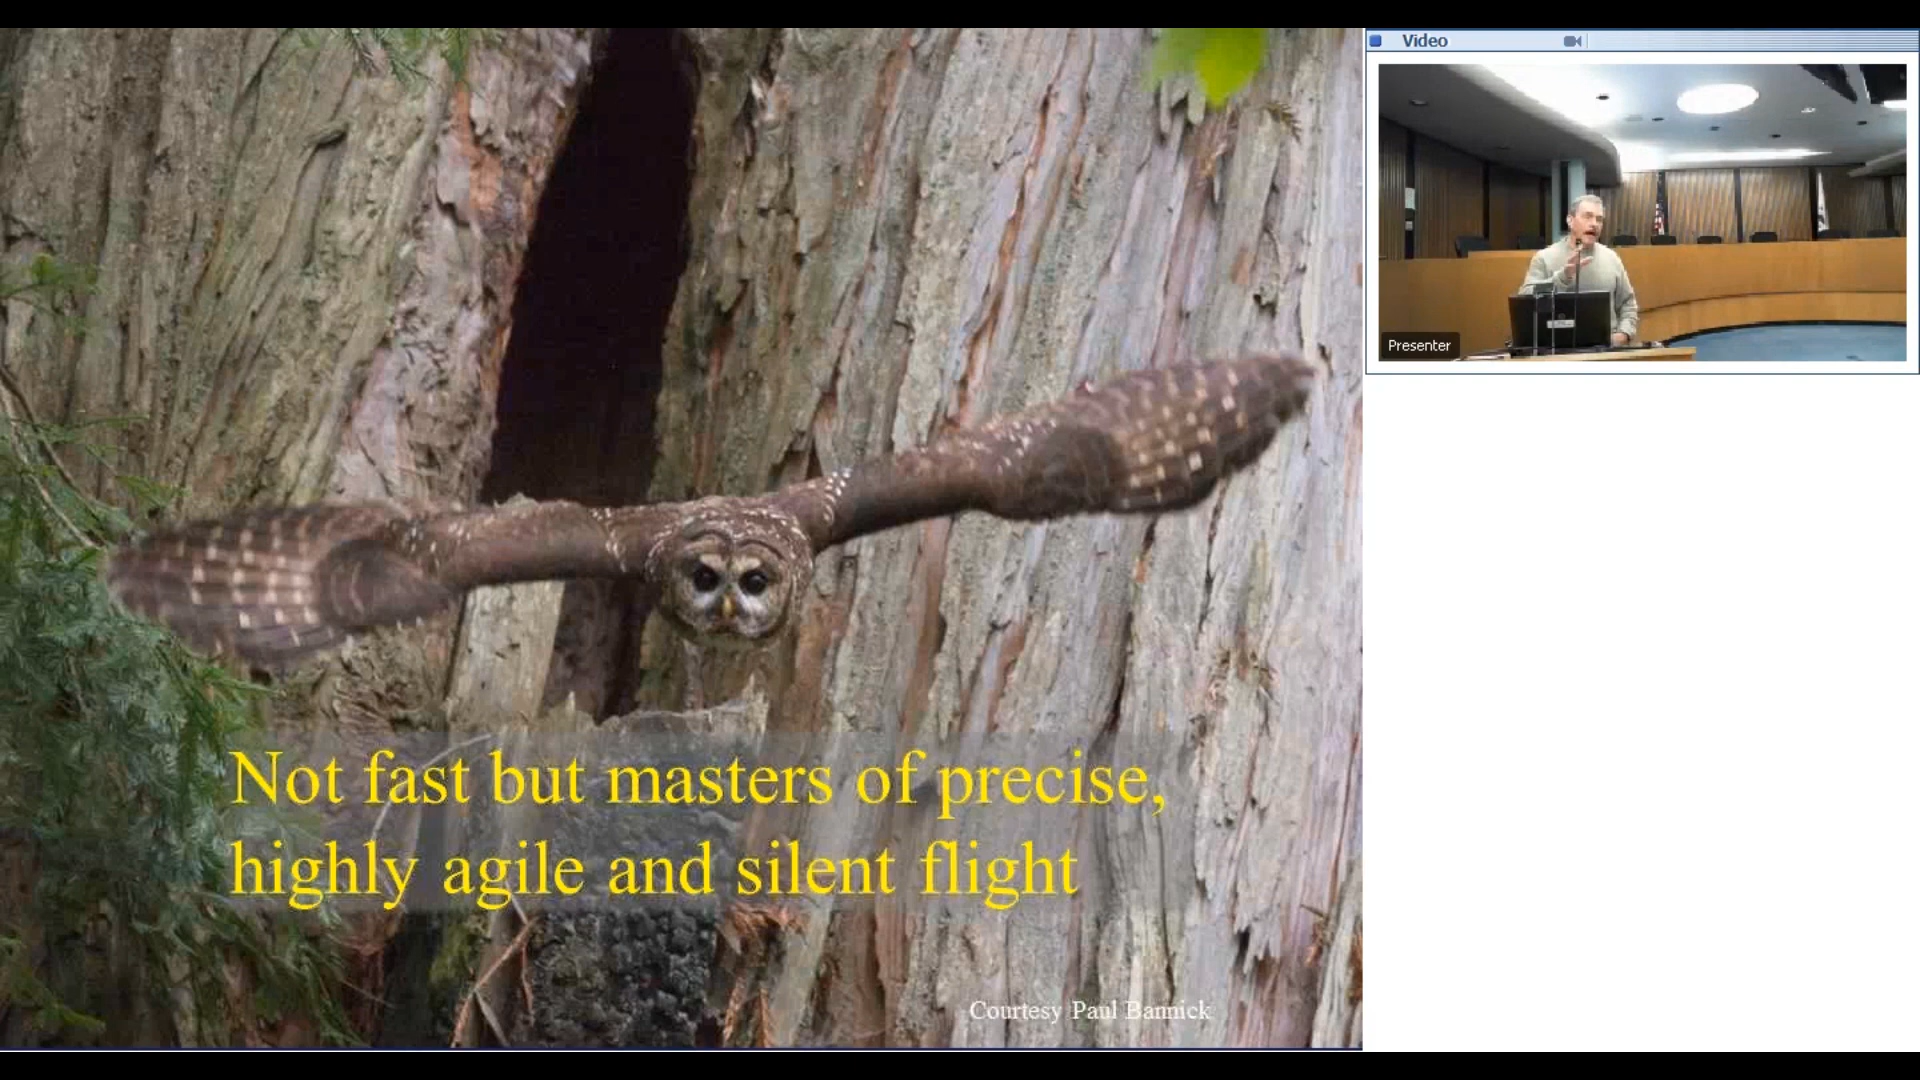 Not fast but masters of precise,
highly agile and silent flight
Courtesy Paul Bannick
Video
Presenter